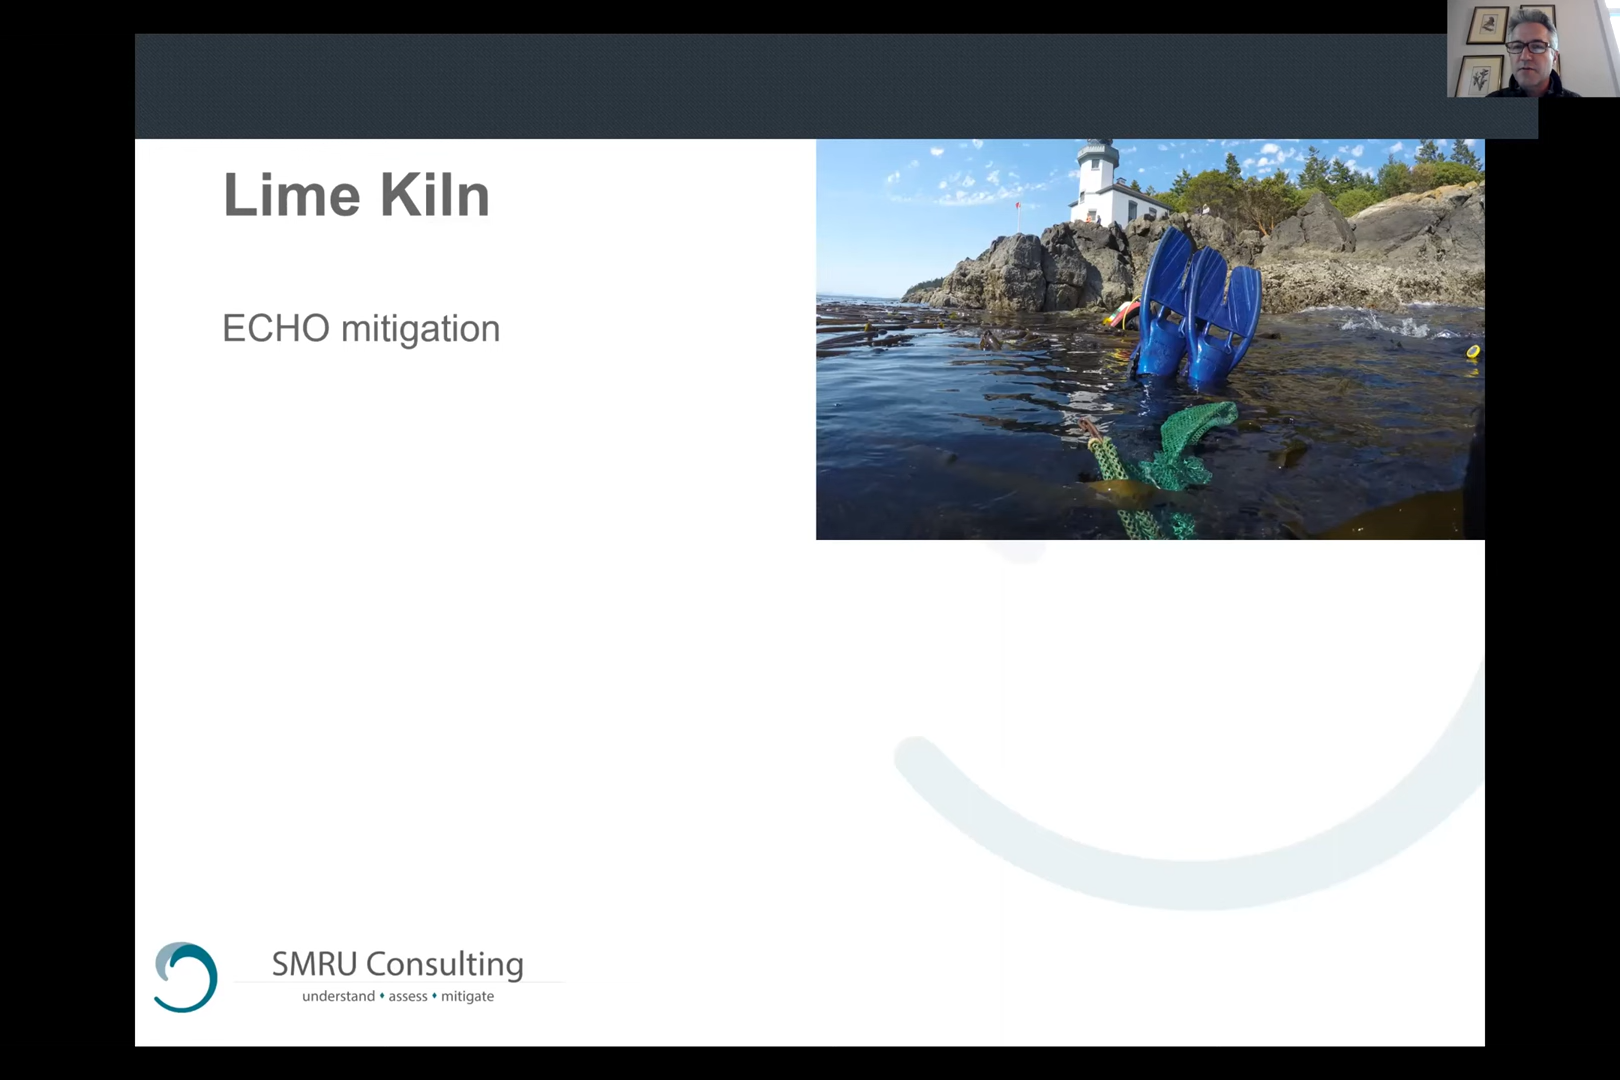 Lime Kiln
ECHO mitigation
SMRU Consulting
understand • assess • mitigate